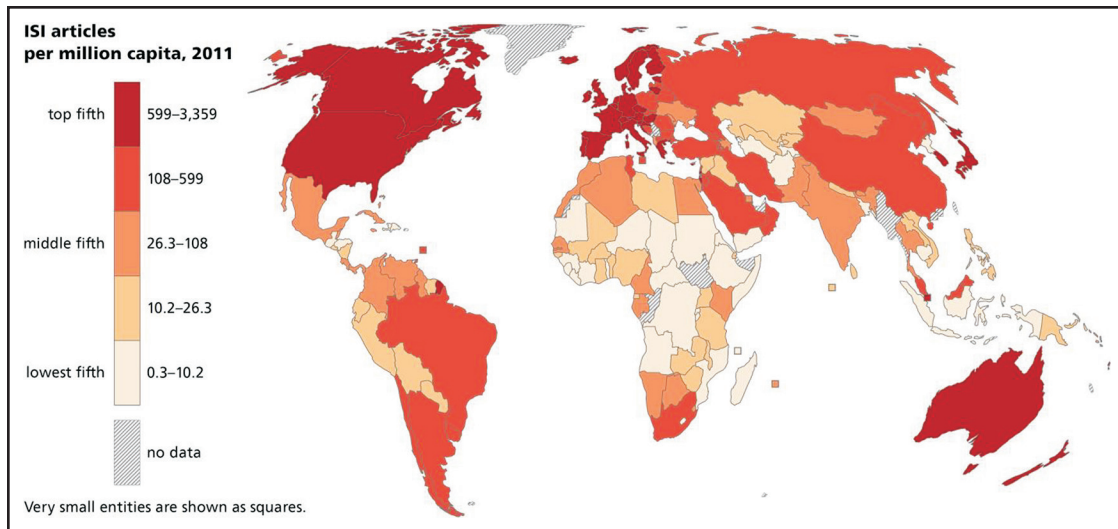 ISI articles
per million capita, 2011
top fifth
599–3,359
108–599
middle fifth
26.3–108
10.2–26.3
lowest fifth
0.3–10.2
no data
Very small entities are shown as squares.